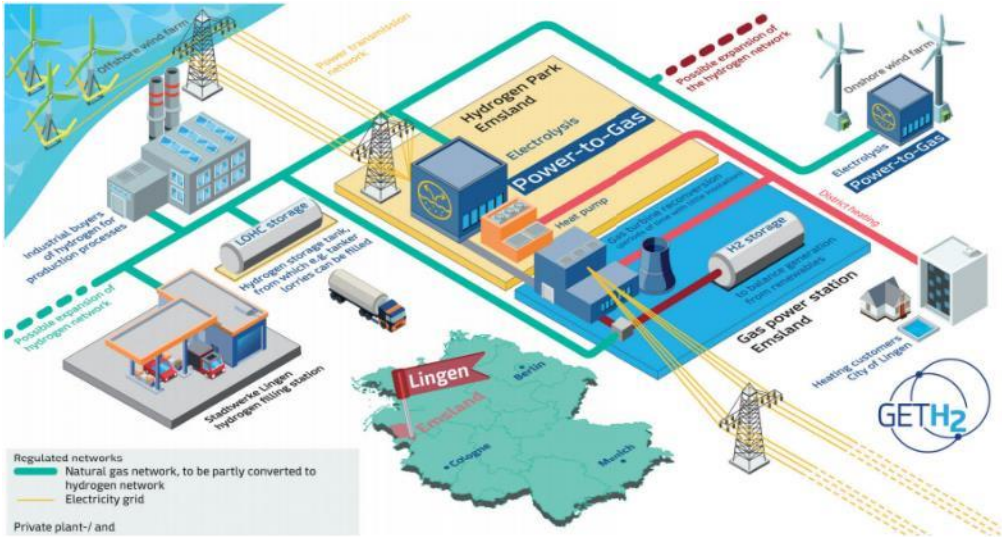 Offshore wind farm
Power transmission
network
Possible expansion of
the hydrogen network
Onshore wind farm
Hydrogen Park
Emsland
Electrolysis
Power-to-Gas
Electrolysis
Power-to-Gas
Heat pump
District heating
Industrial buyers
of hydrogen for
production processes
LOHC storage
Hydrogen storage tank,
from which e.g. tanker
lorries can be filled
Gas turbine reconversion
periods of time with little
H2 storage
to balance generation
from renewables
Gas power station
Emsland
Possible expansion of
hydrogen network
Stadtwerke Lingen
hydrogen filling station
Heating customers
City of Lingen
GETH2
Lingen
Emsland
Berlin
Cologne
Munich
Regulated networks
Natural gas network, to be partly converted to
hydrogen network
Electricity grid
Private plant-/ and